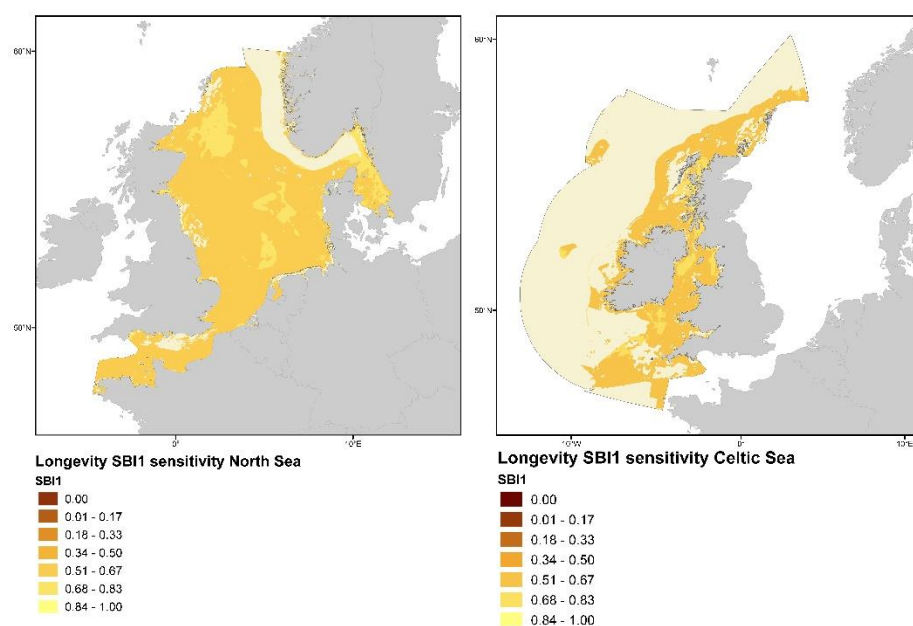 60°N
50°N
0°
10°E
Longevity SBI1 sensitivity North Sea
SBI1
0.00
0.01 - 0.17
0.18 - 0.33
0.34 - 0.50
0.51 - 0.67
0.68 - 0.83
0.84 - 1.00
60°N
50°N
10°W
0°
10°E
Longevity SBI1 sensitivity Celtic Sea
SBI1
0.00
0.01 - 0.17
0.18 - 0.33
0.34 - 0.50
0.51 - 0.67
0.68 - 0.83
0.84 - 1.00